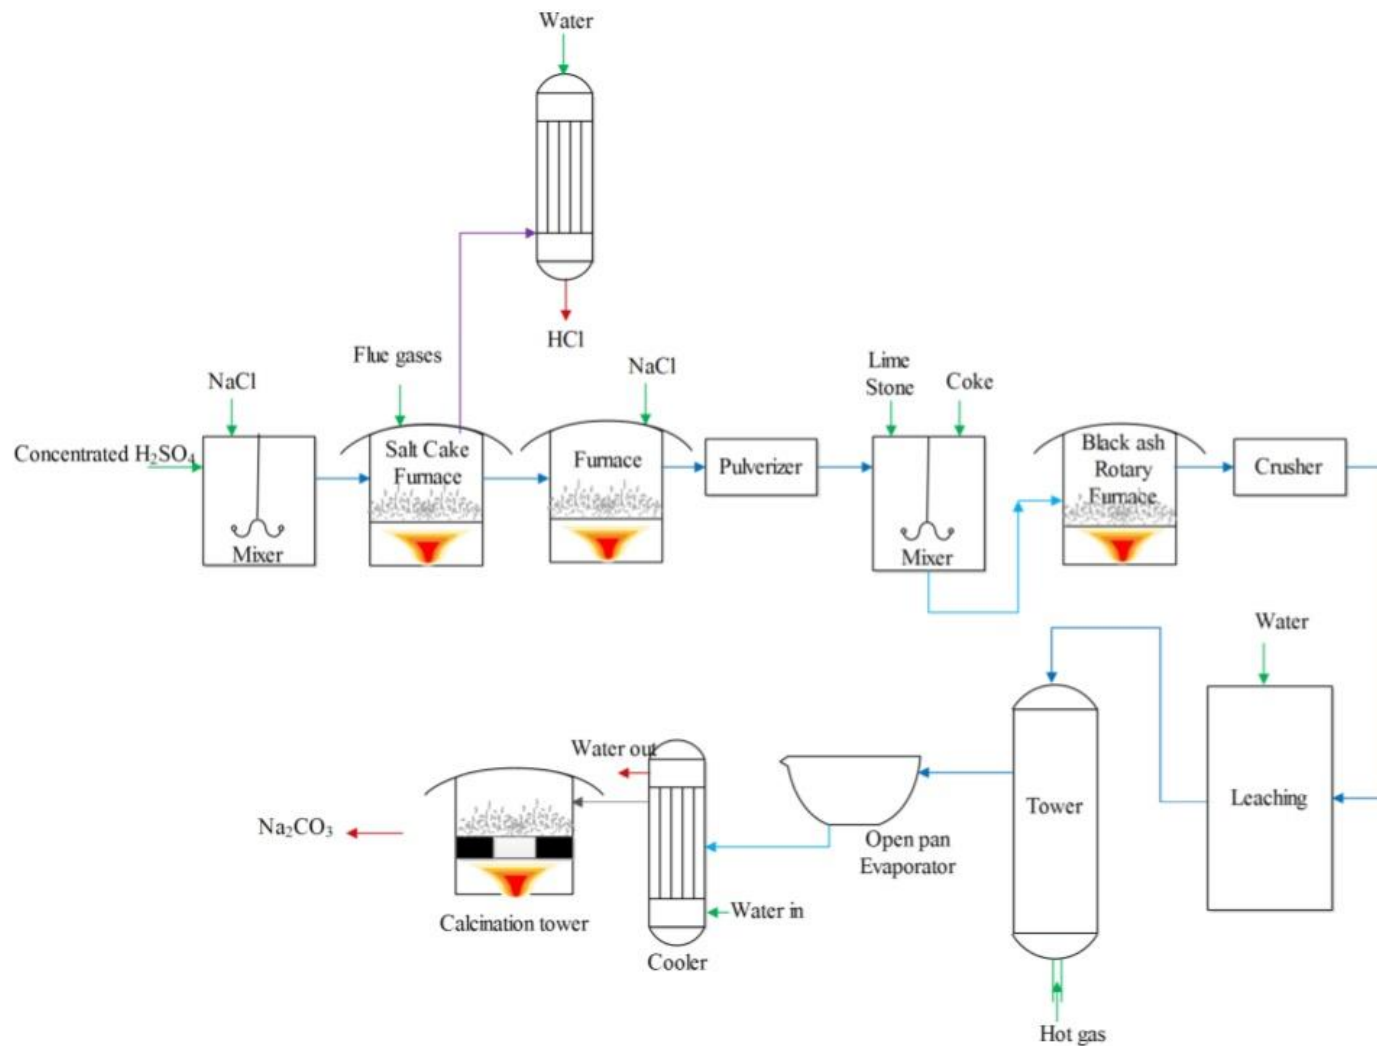 Water
HCl
Flue gases
NaCl
NaCl
Lime
Stone
Coke
Concentrated H₂SO₄
Mixer
Salt Cake
Furnace
Furnace
Pulverizer
Mixer
Black ash
Rotary
Furnace
Crusher
Water
Leaching
Tower
Hot gas
Open pan
Evaporator
Water out
Water in
Cooler
Calcination tower
Na₂CO₃